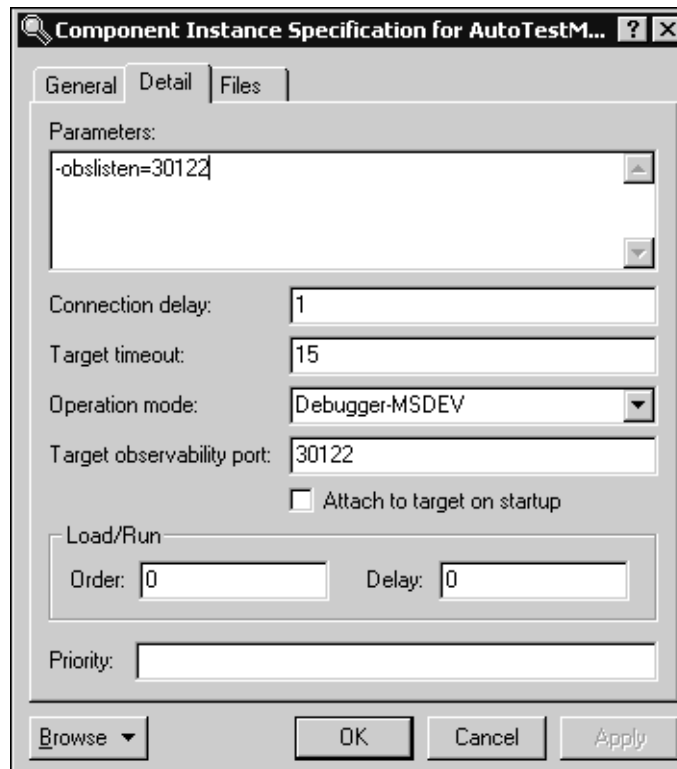 Component Instance Specification for AutoTestM...
General Detail Files
Parameters:
-obslisten=30122
Connection delay: 1
Target timeout: 15
Operation mode: Debugger-MSDEV
Target observability port: 30122
Attach to target on startup
Load/Run
Order: 0 Delay: 0
Priority:
Browse OK Cancel Apply